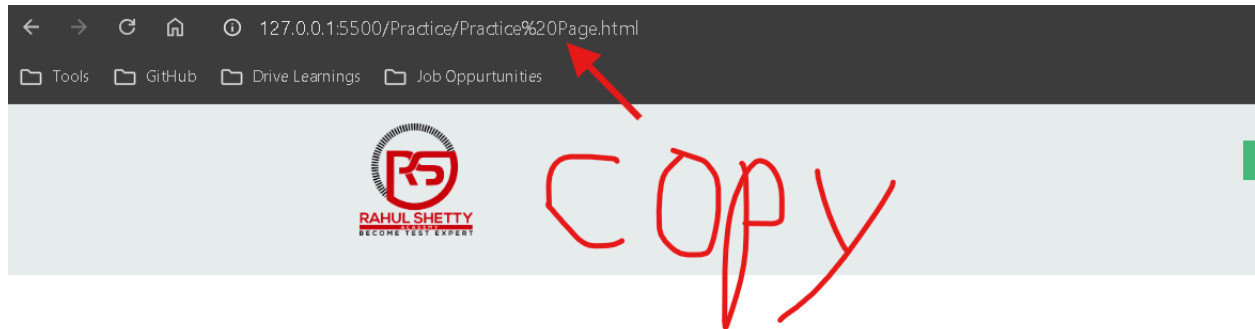 127.0.0.1:5500/Practice/Practice%20Page.html
Tools GitHub Drive Learnings Job Oppurtunities
RS
RAHUL SHETTY
ACADEMY
BECOME TEST EXPERT
COPY